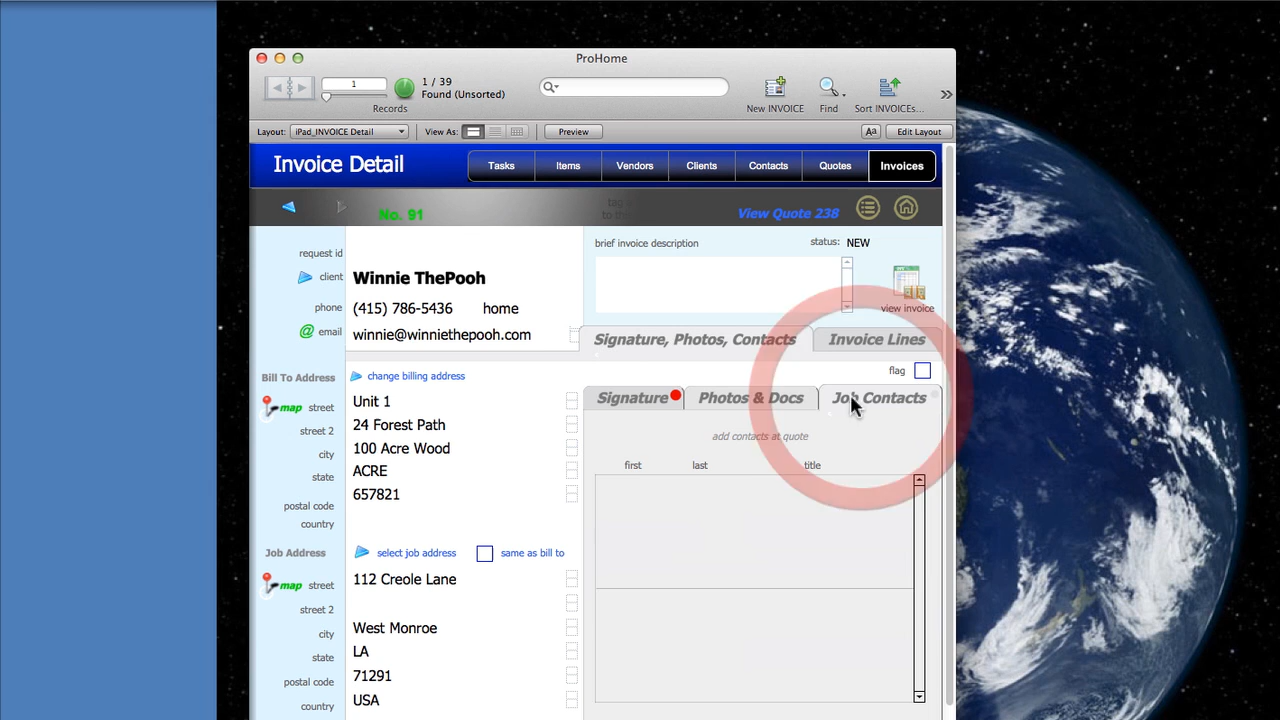 ProHome
1
1 / 39
Found (Unsorted)
Records
New INVOICE
Find
Sort INVOICEs...
Layout:
iPad_INVOICE Detail
View As:
Preview
Aa
Edit Layout
Invoice Detail
Tasks
Items
Vendors
Clients
Contacts
Quotes
Invoices
No. 91
tag
to th
View Quote 238
request id
client
Winnie ThePooh
phone
(415) 786-5436
home
@ email
winnie@winniethepooh.com
brief invoice description
status:
NEW
view invoice
Signature, Photos, Contacts
Invoice Lines
flag
Bill To Address
change billing address
map
street
Unit 1
street 2
24 Forest Path
city
100 Acre Wood
state
ACRE
postal code
657821
country
Signature
Photos & Docs
Job Contacts
add contacts at quote
first
last
title
Job Address
select job address
same as bill to
map
street
112 Creole Lane
street 2
city
West Monroe
state
LA
postal code
71291
country
USA